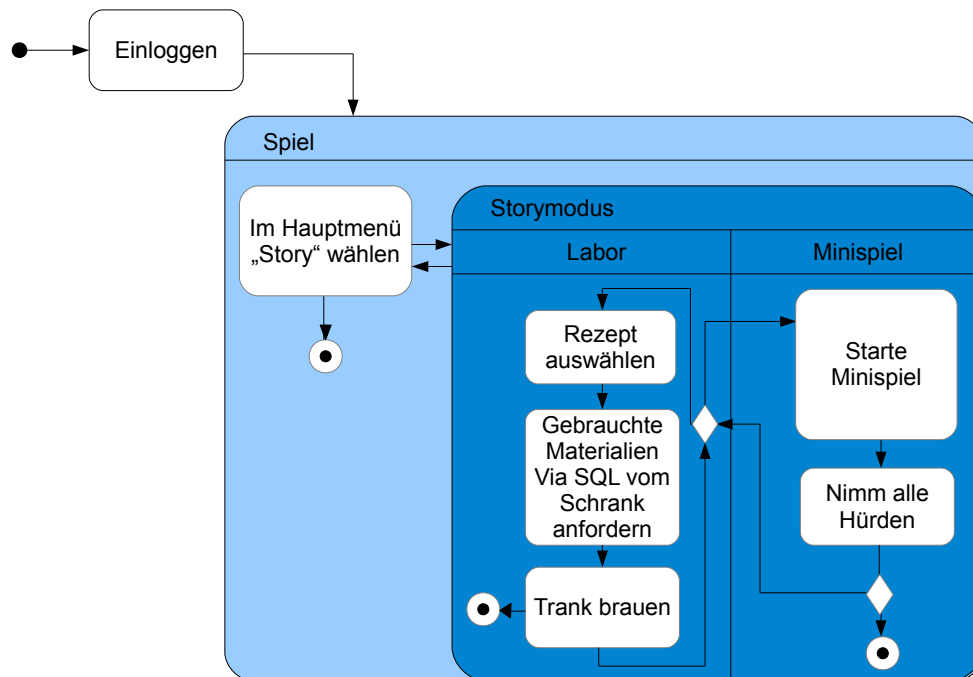 Einloggen
Spiel
Im Hauptmenü
„Story“ wählen
Storymodus
Labor
Minispiel
Rezept
auswählen
Gebrauchte
Materialien
Via SQL vom
Schrank
anfordern
Trank brauen
Starte
Minispiel
Nimm alle
Hürden